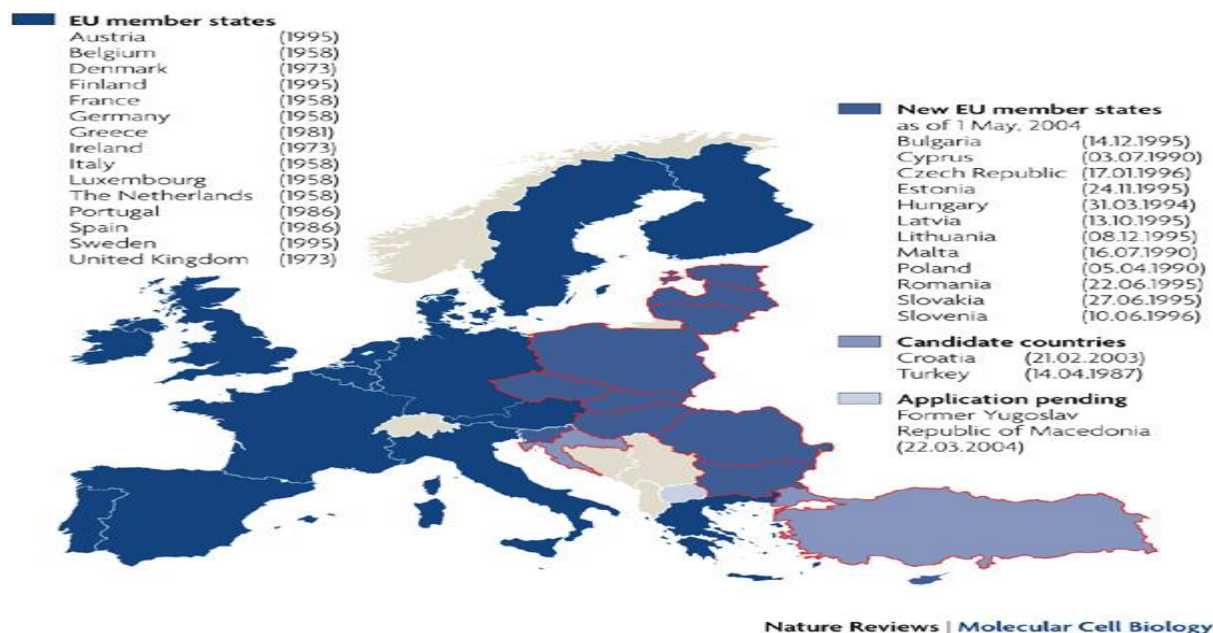 EU member states
Austria (1995)
Belgium (1958)
Denmark (1973)
Finland (1995)
France (1958)
Germany (1958)
Greece (1981)
Ireland (1973)
Italy (1958)
Luxembourg (1958)
The Netherlands (1958)
Portugal (1986)
Spain (1986)
Sweden (1995)
United Kingdom (1973)
New EU member states
as of 1 May, 2004
Bulgaria (14.12.1995)
Cyprus (03.07.1990)
Czech Republic (17.01.1996)
Estonia (24.11.1995)
Hungary (31.03.1994)
Latvia (13.10.1995)
Lithuania (08.12.1995)
Malta (16.07.1990)
Poland (05.04.1990)
Romania (22.06.1995)
Slovakia (27.06.1995)
Slovenia (10.06.1996)
Candidate countries
Croatia (21.02.2003)
Turkey (14.04.1987)
Application pending
Former Yugoslav
Republic of Macedonia
(22.03.2004)
Nature Reviews | Molecular Cell Biology